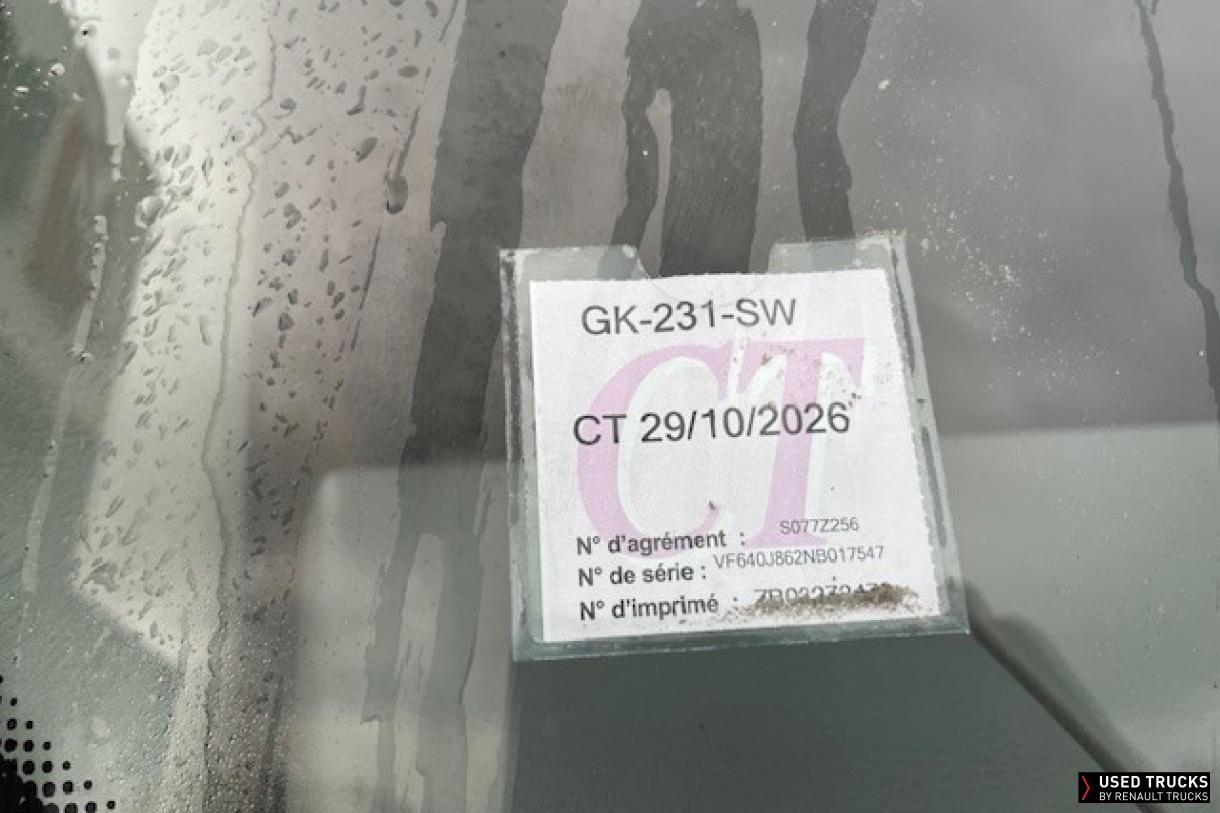 GK-231-SW
CT
CT 29/10/2026
N° d'agrément : S077Z256
N° de série : VF640J862NB017547
N° d'imprimé :
USED TRUCKS
BY RENAULT TRUCKS